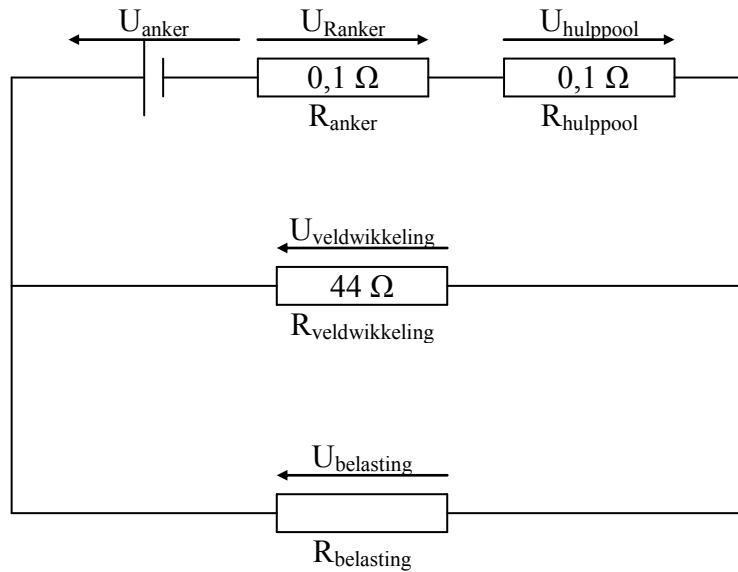 U_anker U_Ranker U_hulppool
0,1 Ω 0,1 Ω
R_anker R_hulppool
U_veldwikkeling
44 Ω
R_veldwikkeling
U_belasting
R_belasting